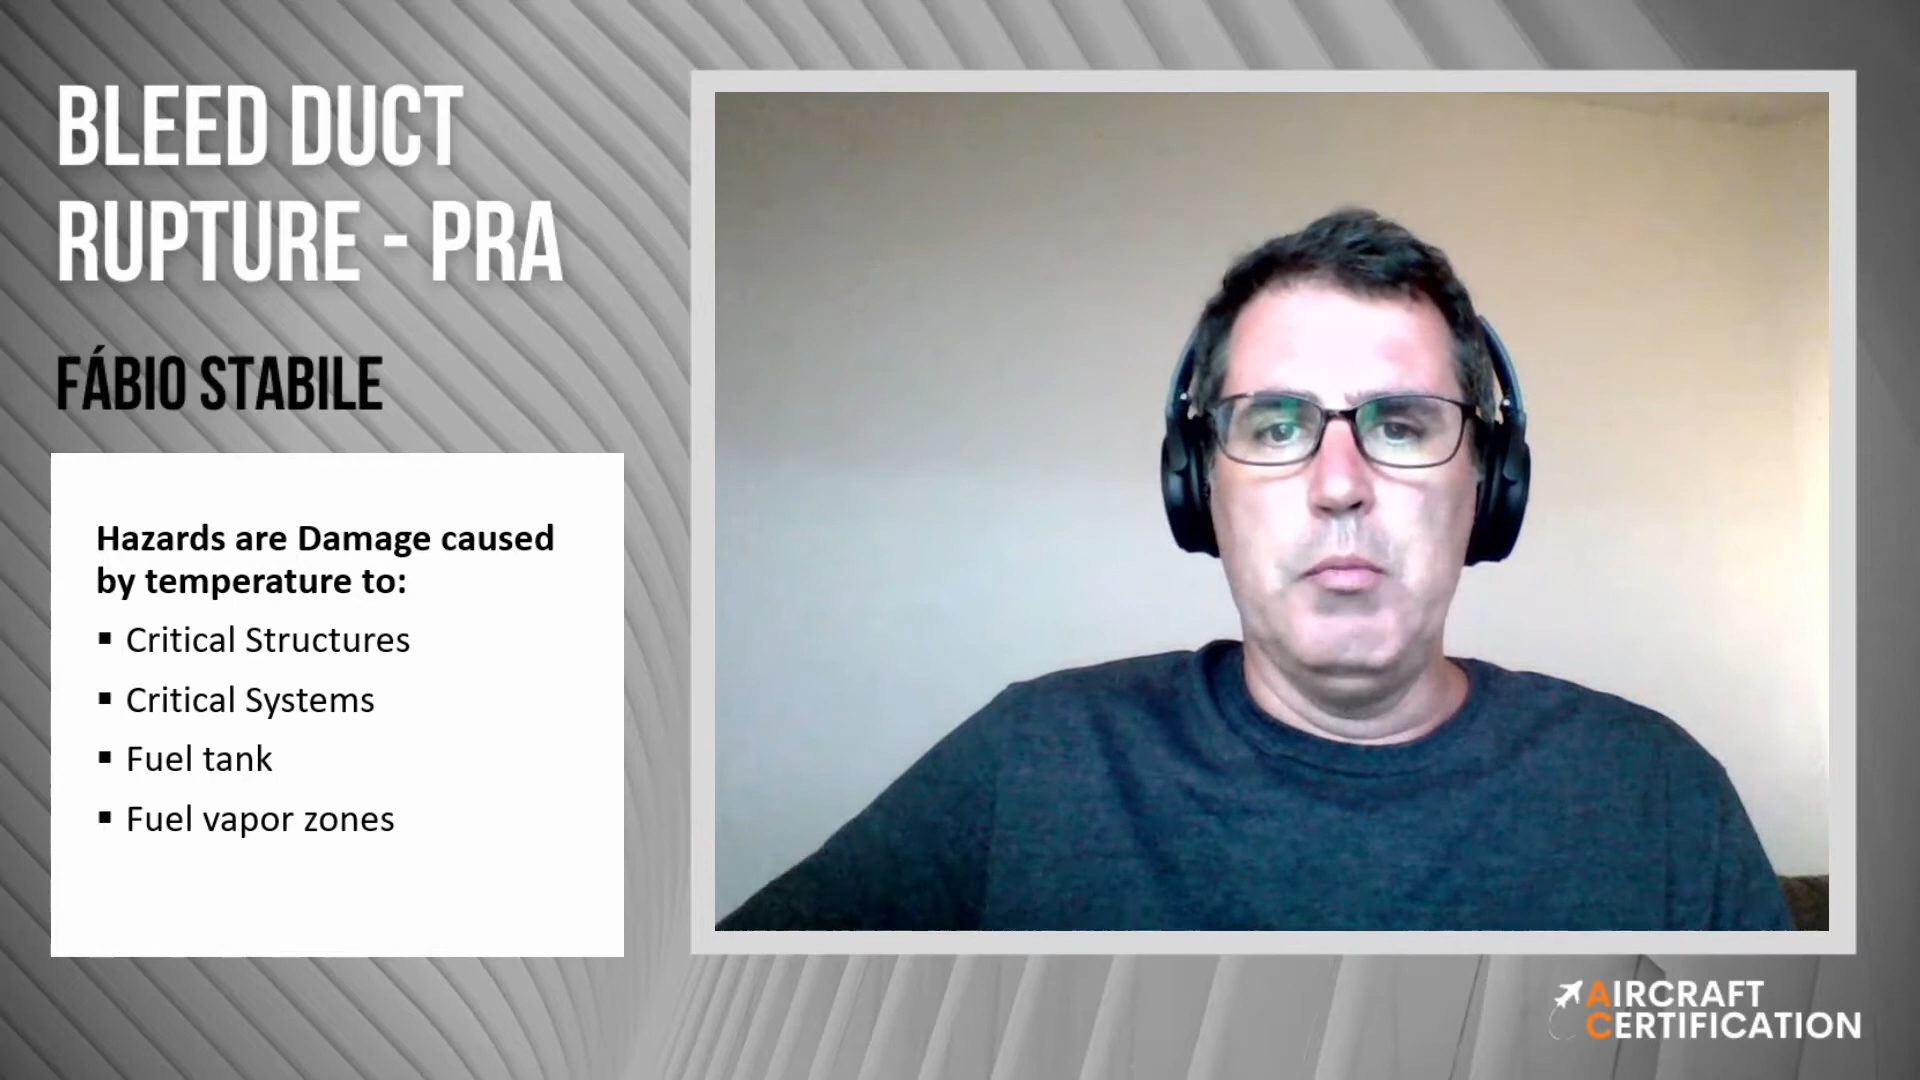 BLEED DUCT
RUPTURE - PRA
FÁBIO STABILE
Hazards are Damage caused
by temperature to:
▪ Critical Structures
▪ Critical Systems
▪ Fuel tank
▪ Fuel vapor zones
AIRCRAFT
CERTIFICATION